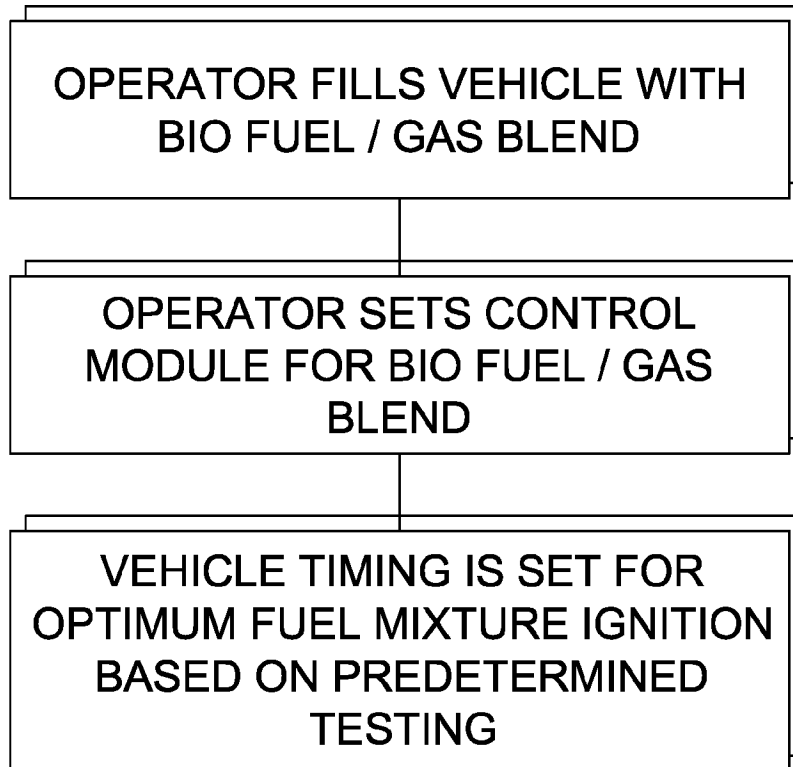 OPERATOR FILLS VEHICLE WITH
BIO FUEL / GAS BLEND
OPERATOR SETS CONTROL
MODULE FOR BIO FUEL / GAS
BLEND
VEHICLE TIMING IS SET FOR
OPTIMUM FUEL MIXTURE IGNITION
BASED ON PREDETERMINED
TESTING